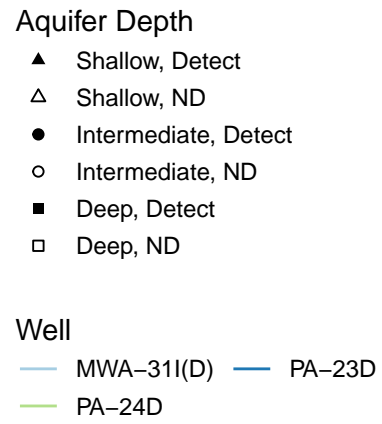 Aquifer Depth
Shallow, Detect
Shallow, ND
Intermediate, Detect
Intermediate, ND
Deep, Detect
Deep, ND
Well
MWA−31I(D) PA−23D
PA−24D